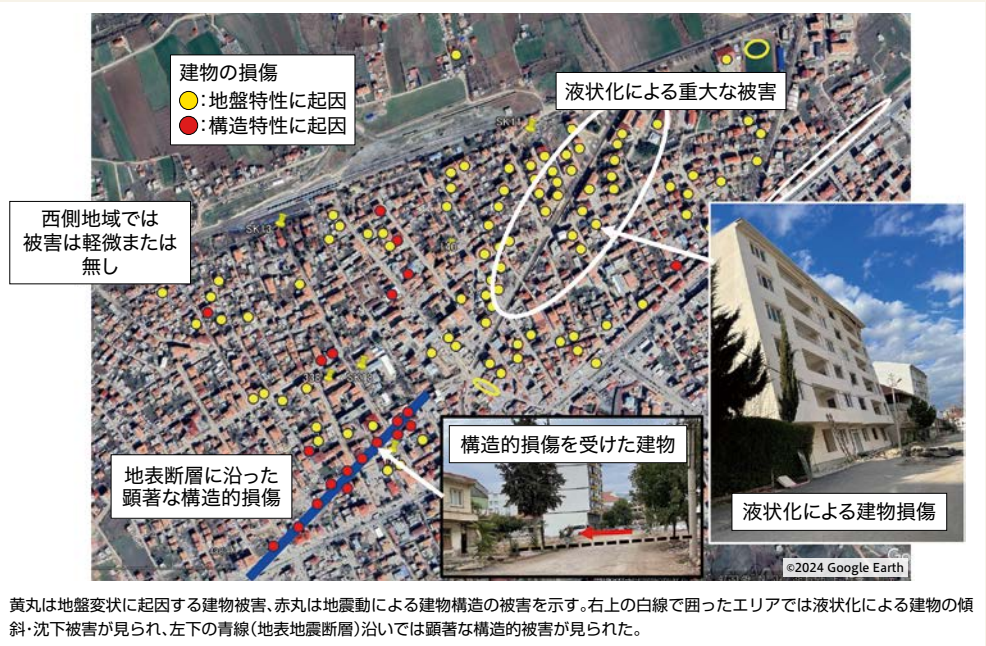 建物の損傷
:地盤特性に起因
:構造特性に起因
液状化による重大な被害
SK11
西側地域では
被害は軽微または
無し
SK13
構造的損傷を受けた建物
地表断層に沿った
顕著な構造的損傷
液状化による建物損傷
©2024 Google Earth
黄丸は地盤変状に起因する建物被害、赤丸は地震動による建物構造の被害を示す。右上の白線で囲ったエリアでは液状化による建物の傾
斜・沈下被害が見られ、左下の青線(地表地震断層)沿いでは顕著な構造的被害が見られた。